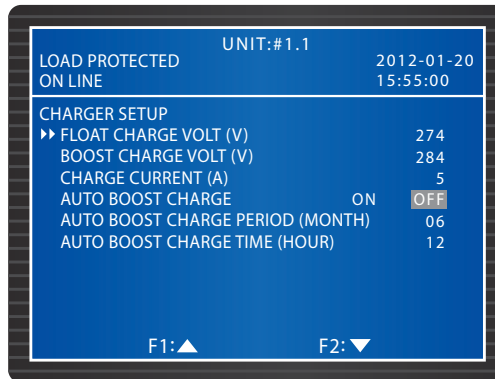 UNIT:#1.1
LOAD PROTECTED 2012-01-20
ON LINE 15:55:00
CHARGER SETUP
FLOAT CHARGE VOLT (V) 274
BOOST CHARGE VOLT (V) 284
CHARGE CURRENT (A) 5
AUTO BOOST CHARGE ON OFF
AUTO BOOST CHARGE PERIOD (MONTH) 06
AUTO BOOST CHARGE TIME (HOUR) 12
F1:▲ F2:▼